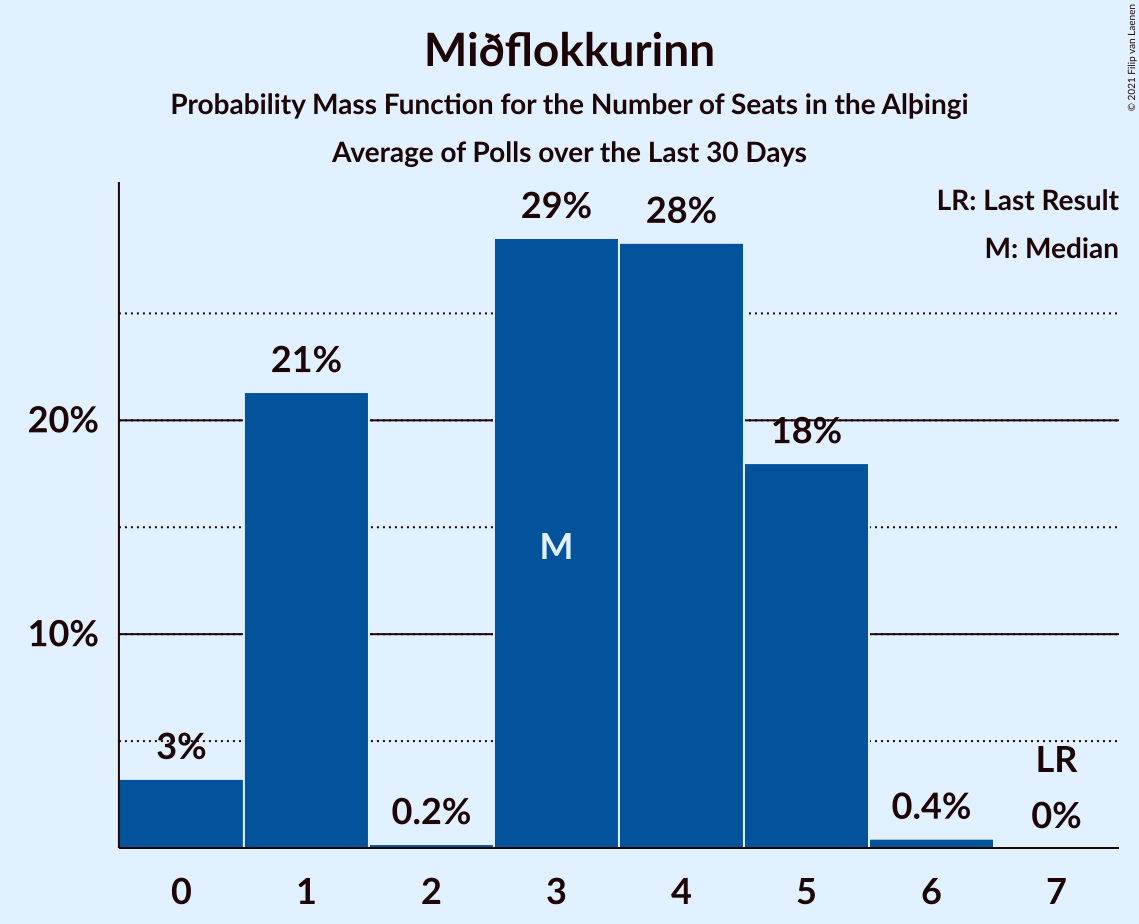 Miðflokkurinn
Probability Mass Function for the Number of Seats in the Alþingi
Average of Polls over the Last 30 Days
© 2021 Filip van Laenen
LR: Last Result
M: Median
29%
28%
21%
20%
18%
M
10%
3%
LR
0.2%
0.4%
0%
0 1 2 3 4 5 6 7